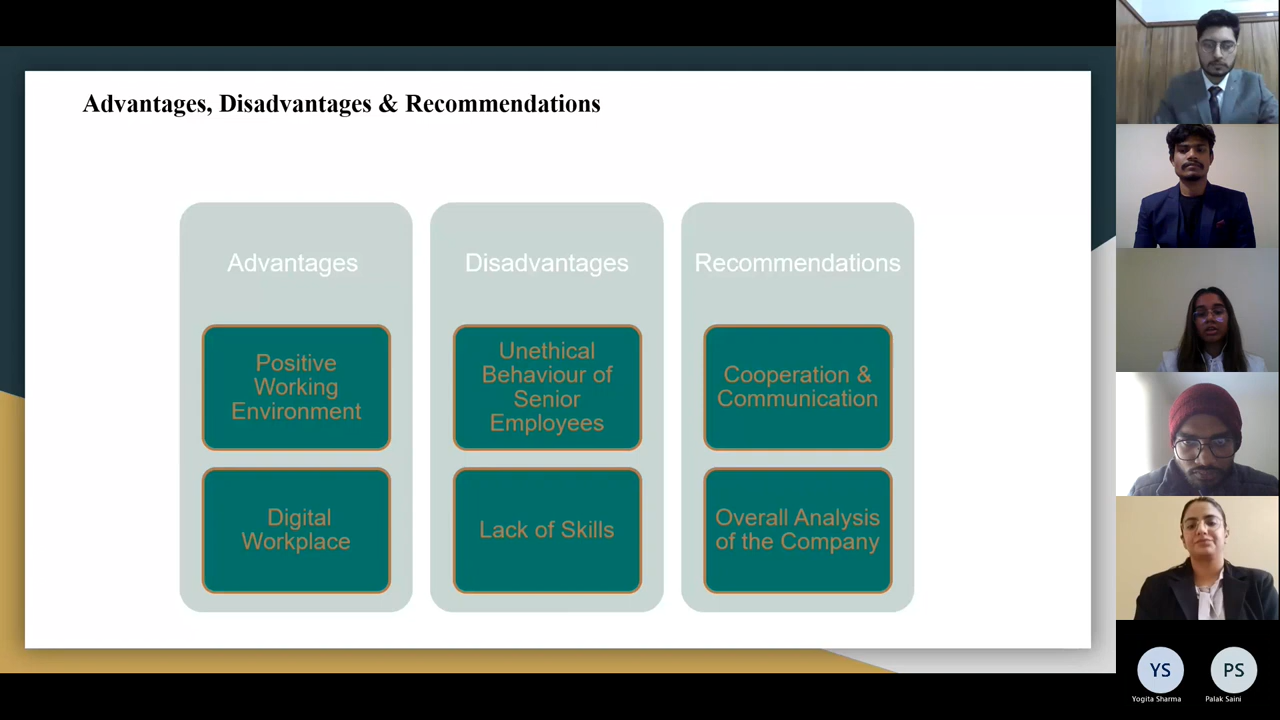 Advantages, Disadvantages & Recommendations
Advantages
Positive
Working
Environment
Digital
Workplace
Disadvantages
Unethical
Behaviour of
Senior
Employees
Lack of Skills
Recommendations
Cooperation &
Communication
Overall Analysis
of the Company
YS
Yogita Sharma
PS
Palak Saini